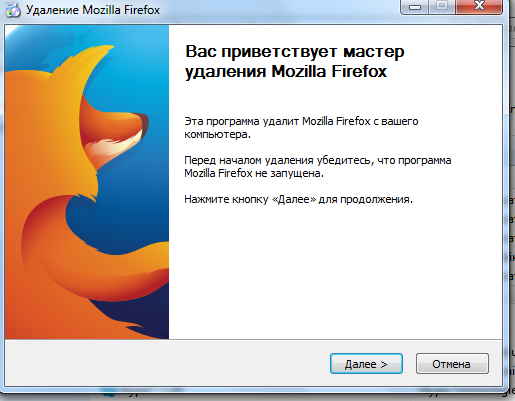 Удаление Mozilla Firefox
Вас приветствует мастер
удаления Mozilla Firefox
Эта программа удалит Mozilla Firefox с вашего
компьютера.
Перед началом удаления убедитесь, что программа
Mozilla Firefox не запущена.
Нажмите кнопку «Далее» для продолжения.
Далее >
Отмена